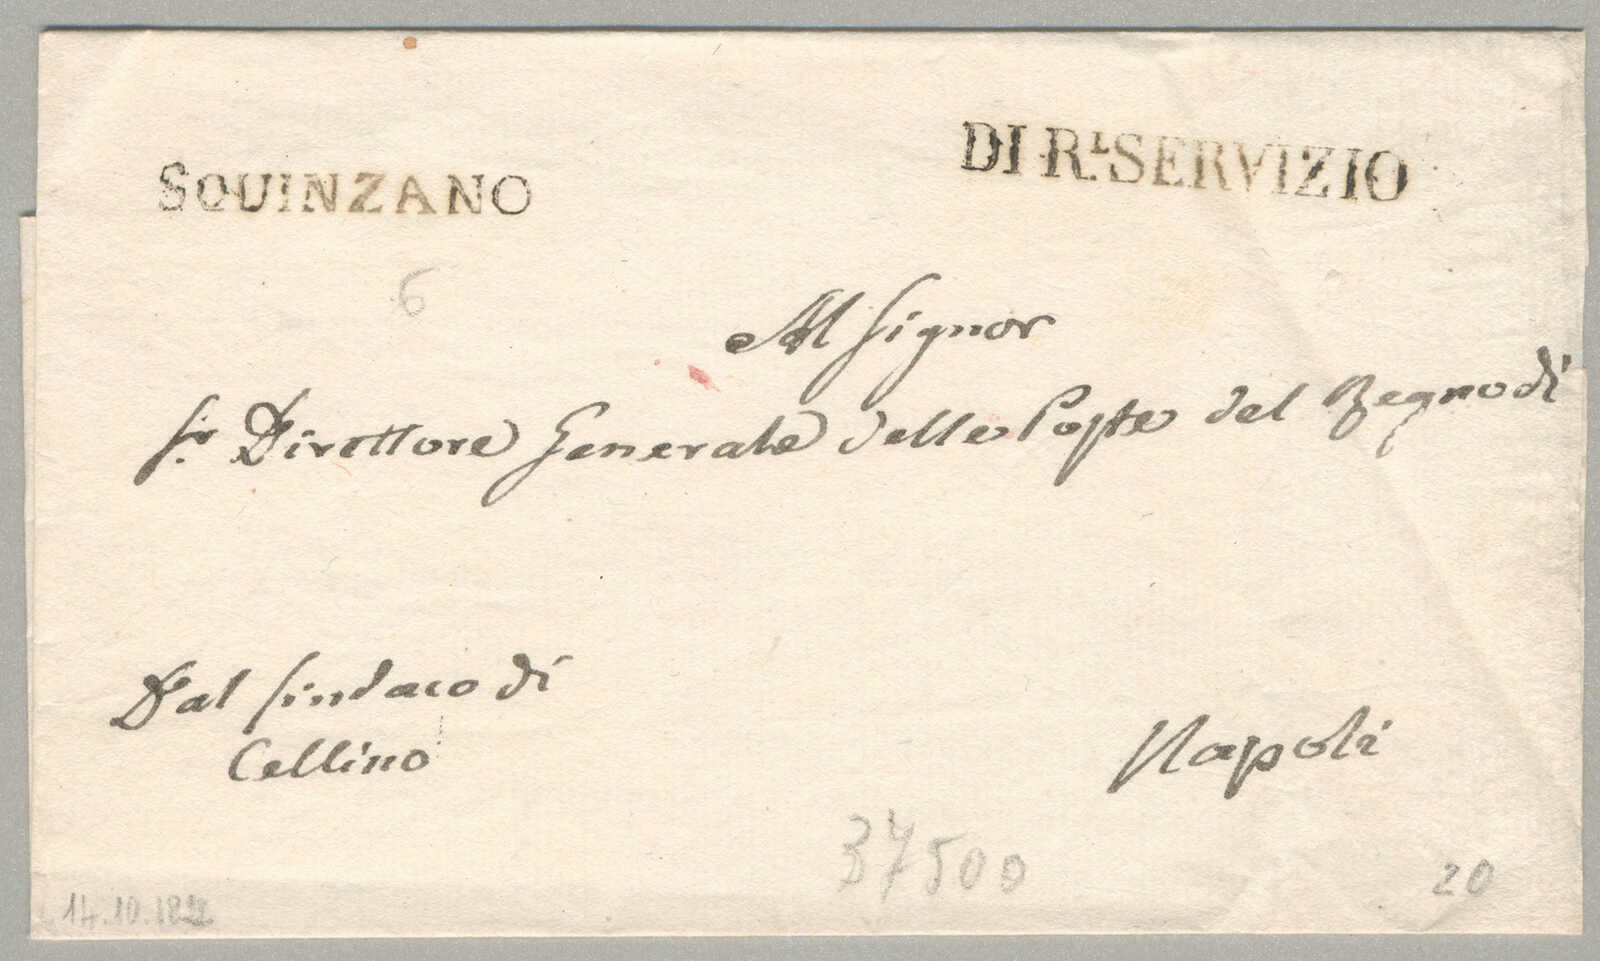 SQUINZANO
DI R.L SERVIZIO
6
Al Signor
Sr. Direttore Generale delle Poste del Regno di
Dal Sindaco di
Cellino
Napoli
37500
20
14.10.182